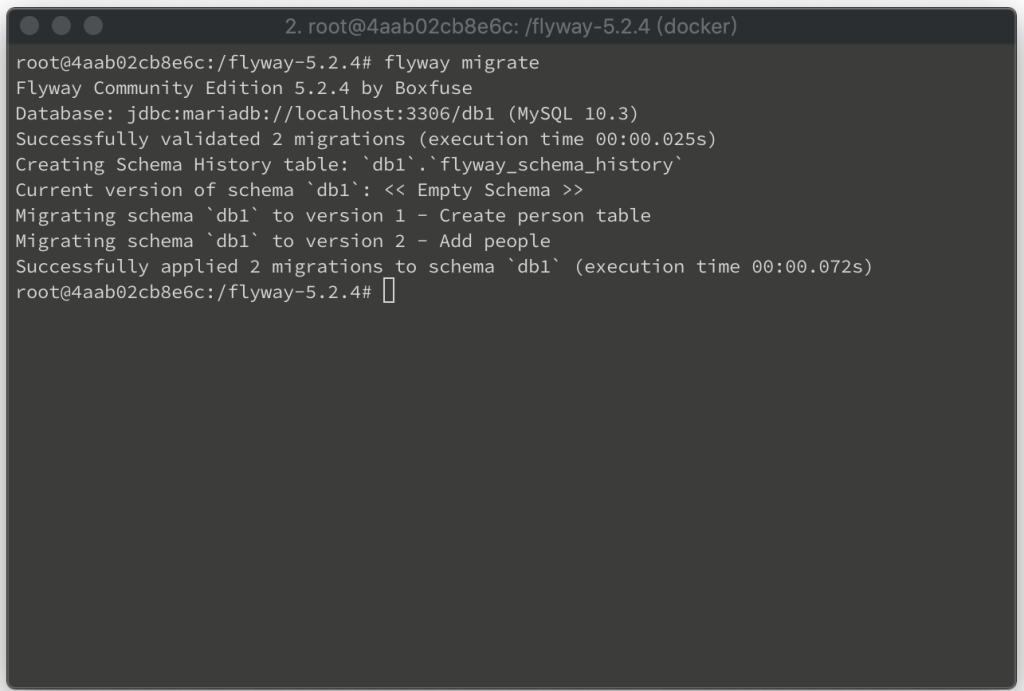 2. root@4aab02cb8e6c: /flyway-5.2.4 (docker)
root@4aab02cb8e6c:/flyway-5.2.4# flyway migrate
Flyway Community Edition 5.2.4 by Boxfuse
Database: jdbc:mariadb://localhost:3306/db1 (MySQL 10.3)
Successfully validated 2 migrations (execution time 00:00.025s)
Creating Schema History table: `db1`.`flyway_schema_history`
Current version of schema `db1`: << Empty Schema >>
Migrating schema `db1` to version 1 - Create person table
Migrating schema `db1` to version 2 - Add people
Successfully applied 2 migrations to schema `db1` (execution time 00:00.072s)
root@4aab02cb8e6c:/flyway-5.2.4#